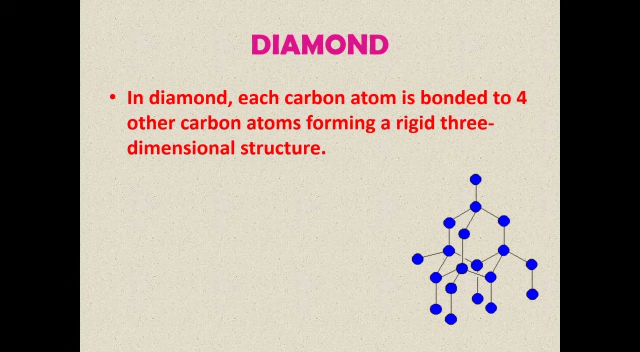 DIAMOND
• In diamond, each carbon atom is bonded to 4
other carbon atoms forming a rigid three-
dimensional structure.